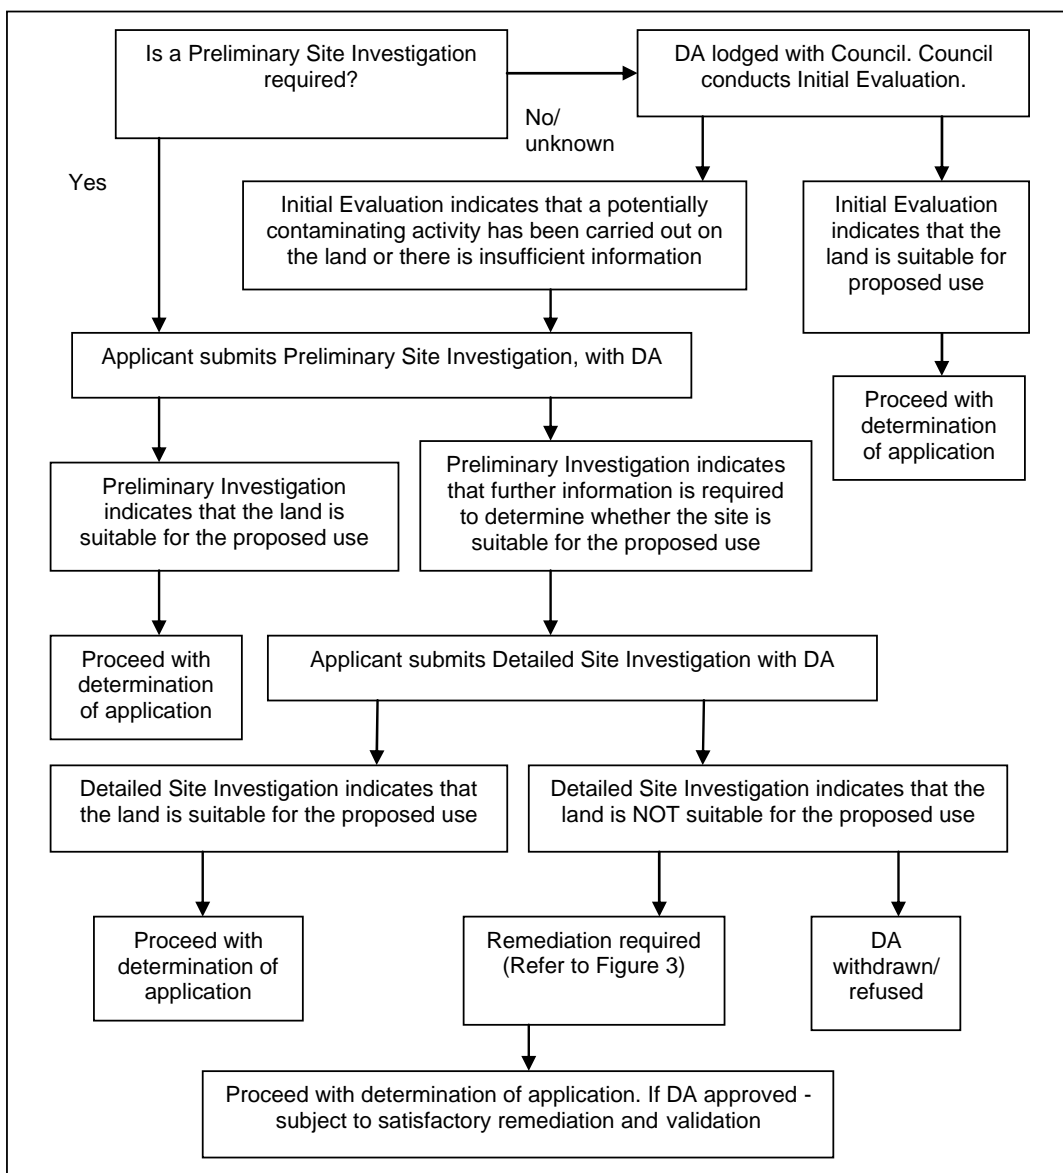 Is a Preliminary Site Investigation
required?
DA lodged with Council. Council
conducts Initial Evaluation.
No/
unknown
Yes
Initial Evaluation indicates that a potentially
contaminating activity has been carried out on
the land or there is insufficient information
Initial Evaluation
indicates that the
land is suitable for
proposed use
Applicant submits Preliminary Site Investigation, with DA
Proceed with
determination
of application
Preliminary Investigation
indicates that the land is
suitable for the proposed use
Preliminary Investigation indicates
that further information is required
to determine whether the site is
suitable for the proposed use
Proceed with
determination
of application
Applicant submits Detailed Site Investigation with DA
Detailed Site Investigation indicates that
the land is suitable for the proposed use
Detailed Site Investigation indicates that the
land is NOT suitable for the proposed use
Proceed with
determination of
application
Remediation required
(Refer to Figure 3)
DA
withdrawn/
refused
Proceed with determination of application. If DA approved -
subject to satisfactory remediation and validation